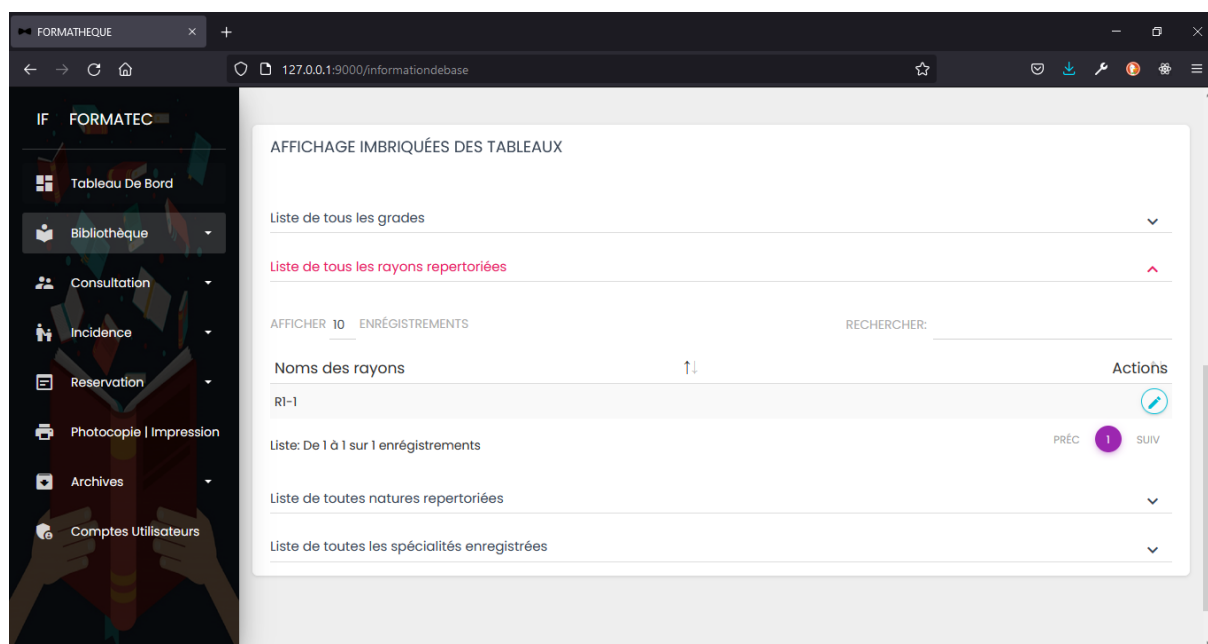 FORMATHEQUE
127.0.0.1:9000/informationdebase
IF FORMATEC
Tableau De Bord
Bibliothèque
Consultation
Incidence
Reservation
Photocopie | Impression
Archives
Comptes Utilisateurs
AFFICHAGE IMBRIQUÉES DES TABLEAUX
Liste de tous les grades
Liste de tous les rayons repertoriées
AFFICHER 10 ENRÉGISTREMENTS RECHERCHER:
Noms des rayons Actions
R1-1
Liste: De 1 à 1 sur 1 enrégistrements PRÉC 1 SUIV
Liste de toutes natures repertoriées
Liste de toutes les spécialités enregistrées